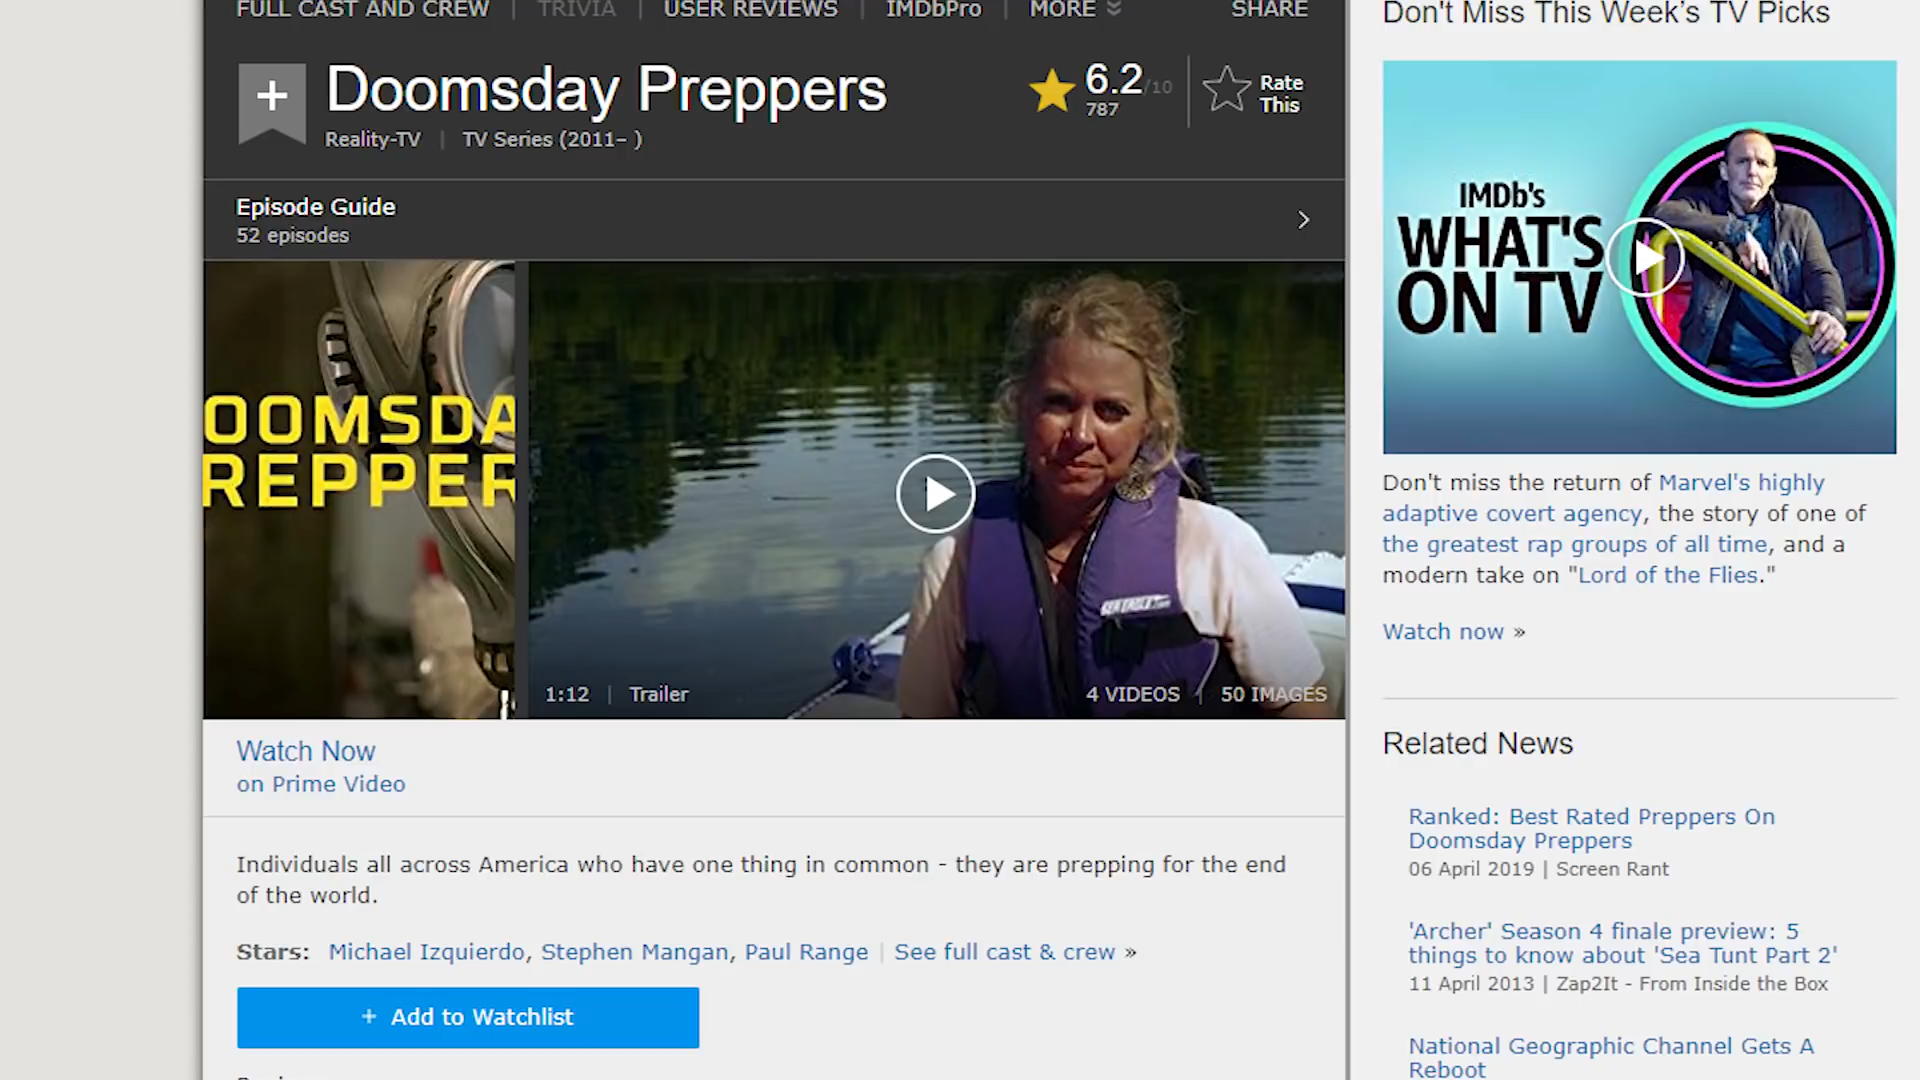 FULL CAST AND CREW | TRIVIA | USER REVIEWS | IMDbPro | MORE SHARE
Doomsday Preppers
Reality-TV | TV Series (2011– )
6.2/10
787
Rate
This
Episode Guide
52 episodes
OOMSDA
REPPER
SEA EAGLE.com
1:12 | Trailer
4 VIDEOS | 50 IMAGES
Watch Now
on Prime Video
Individuals all across America who have one thing in common - they are prepping for the end
of the world.
Stars: Michael Izquierdo, Stephen Mangan, Paul Range | See full cast & crew »
+ Add to Watchlist
Don't Miss This Week’s TV Picks
IMDb's
WHAT'S
ON TV
Don't miss the return of Marvel's highly
adaptive covert agency, the story of one of
the greatest rap groups of all time, and a
modern take on "Lord of the Flies."
Watch now »
Related News
Ranked: Best Rated Preppers On
Doomsday Preppers
06 April 2019 | Screen Rant
'Archer' Season 4 finale preview: 5
things to know about 'Sea Tunt Part 2'
11 April 2013 | Zap2It - From Inside the Box
National Geographic Channel Gets A
Reboot